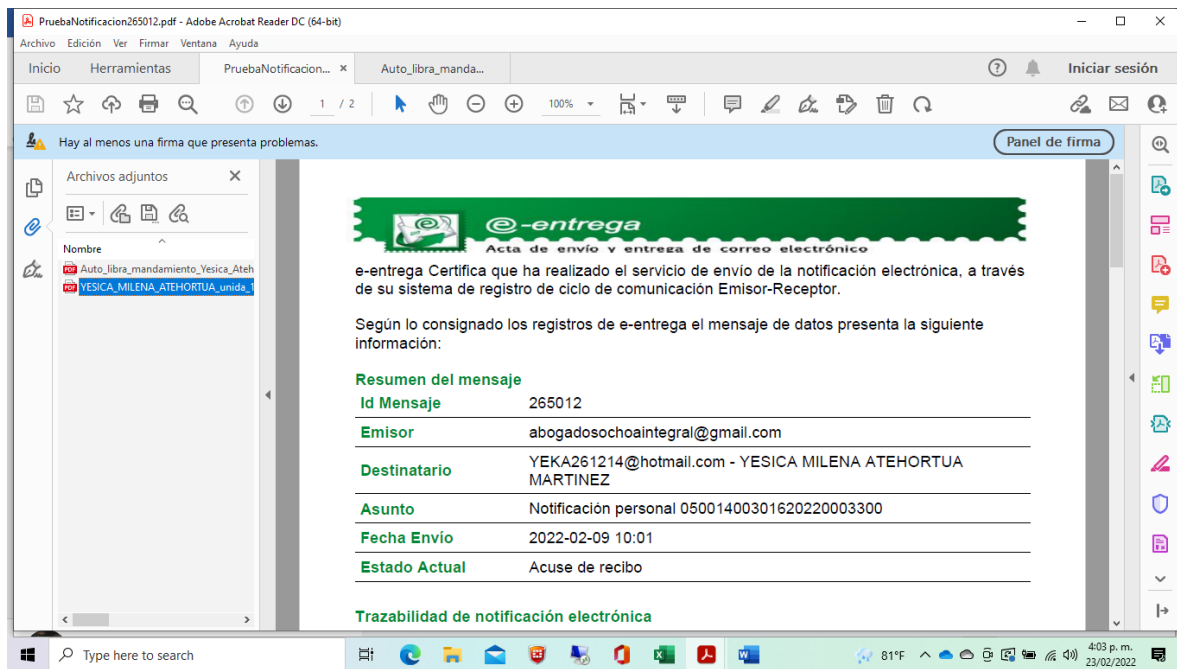 PruebaNotificacion265012.pdf - Adobe Acrobat Reader DC (64-bit)
Archivo Edición Ver Firmar Ventana Ayuda
Inicio Herramientas PruebaNotificacion... × Auto_libra_manda... Iniciar sesión
1 / 2 100%
Hay al menos una firma que presenta problemas. Panel de firma
Archivos adjuntos
Nombre
Auto_libra_mandamiento_Yesica_Ateh
YESICA_MILENA_ATEHORTUA_unida_1
e-entrega
Acta de envío y entrega de correo electrónico
e-entrega Certifica que ha realizado el servicio de envío de la notificación electrónica, a través
de su sistema de registro de ciclo de comunicación Emisor-Receptor.
Según lo consignado los registros de e-entrega el mensaje de datos presenta la siguiente
información:
Resumen del mensaje
Id Mensaje 265012
Emisor abogadosochoaintegral@gmail.com
Destinatario YEKA261214@hotmail.com - YESICA MILENA ATEHORTUA
MARTINEZ
Asunto Notificación personal 05001400301620220003300
Fecha Envío 2022-02-09 10:01
Estado Actual Acuse de recibo
Trazabilidad de notificación electrónica
Type here to search 81°F 4:03 p. m.
23/02/2022